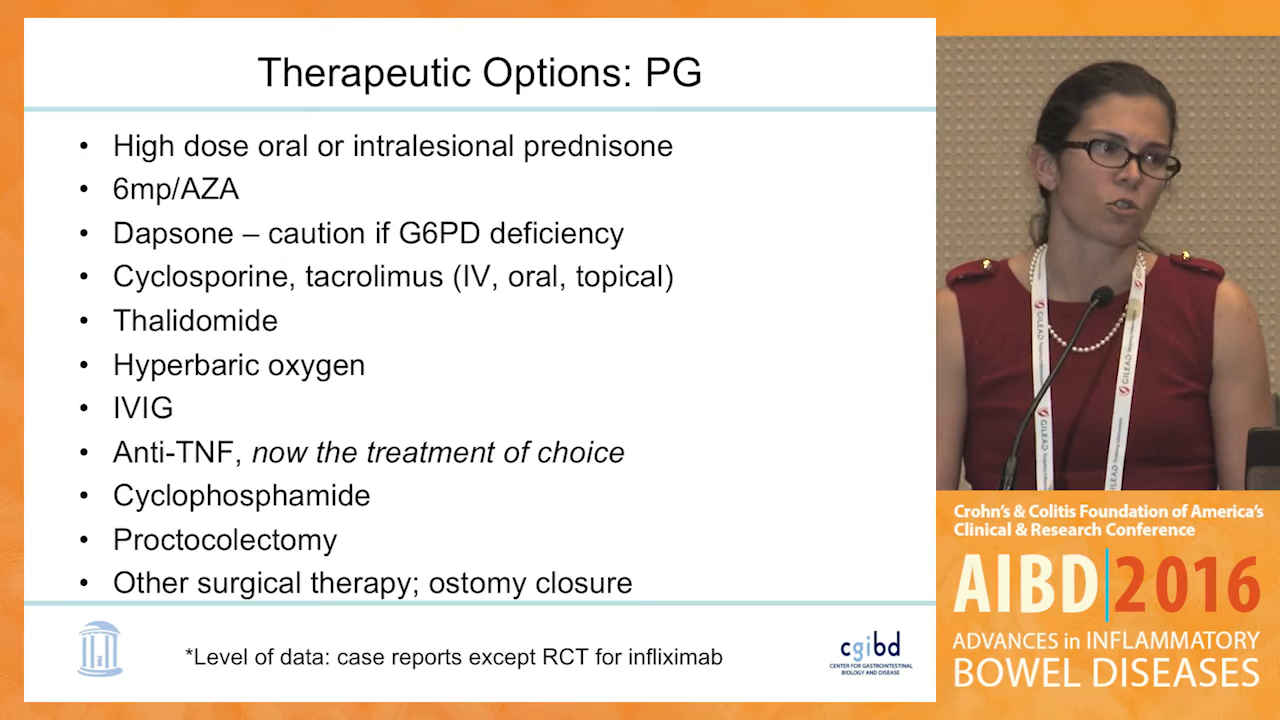 Therapeutic Options: PG
• High dose oral or intralesional prednisone
• 6mp/AZA
• Dapsone – caution if G6PD deficiency
• Cyclosporine, tacrolimus (IV, oral, topical)
• Thalidomide
• Hyperbaric oxygen
• IVIG
• Anti-TNF, now the treatment of choice
• Cyclophosphamide
• Proctocolectomy
• Other surgical therapy; ostomy closure
*Level of data: case reports except RCT for infliximab
cgibd
CENTER FOR GASTROINTESTINAL
BIOLOGY AND DISEASE
GILEAD
GILEAD
GILEAD
GILEAD
Crohn's & Colitis Foundation of America's
Clinical & Research Conference
AIBD|2016
ADVANCES in INFLAMMATORY
BOWEL DISEASES